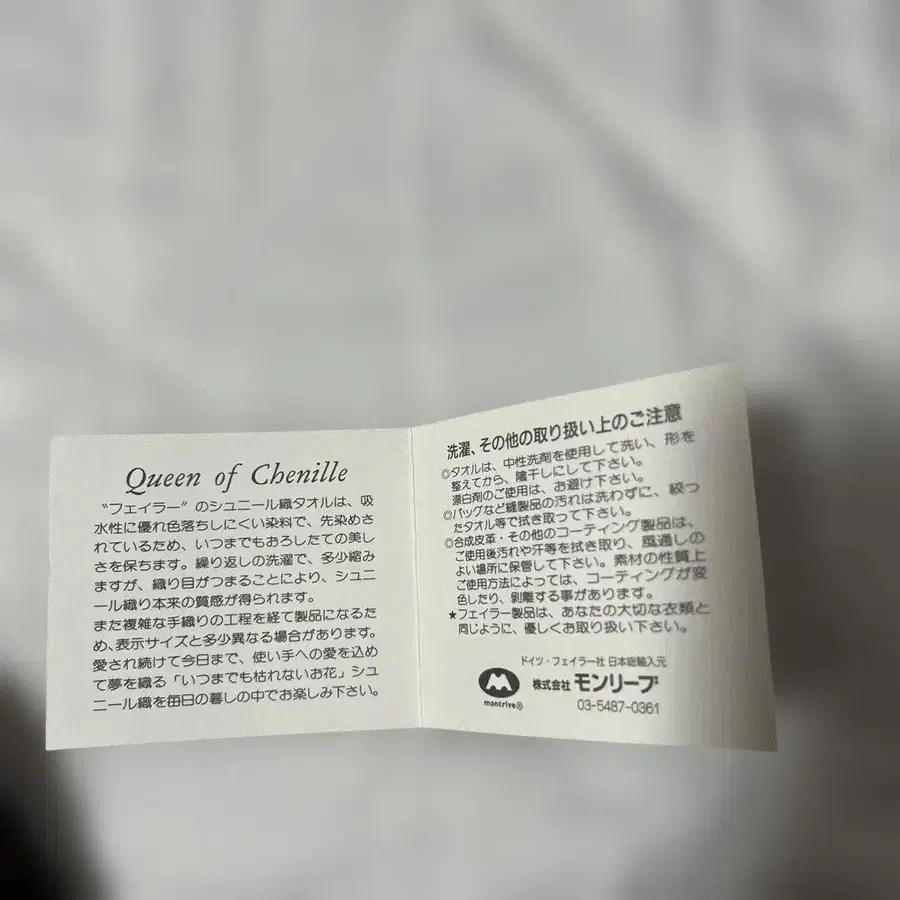 Queen of Chenille
"フェイラー"のシュニール織タオルは、吸
水性に優れ色落ちしにくい染料で、先染めさ
れているため、いつまでもおろしたての美し
さを保ちます。繰り返しの洗濯で、多少縮み
ますが、織り目がつまることにより、シュニ
ール織り本来の質感が得られます。
また複雑な手織りの工程を経て製品になるた
め、表示サイズと多少異なる場合があります。
愛され続けて今日まで、使い手への愛を込め
て夢を織る「いつまでも枯れないお花」シュ
ニール織を毎日の暮しの中でお楽しみ下さい。
洗濯、その他の取り扱い上のご注意
◎タオルは、中性洗剤を使用して洗い、形を
整えてから、陰干しにして下さい。
漂白剤のご使用は、お避け下さい。
◎バッグなど縫製品の汚れは洗わずに、絞っ
たタオル等で拭き取って下さい。
◎合成皮革・その他のコーティング製品は、
ご使用後汚れや汗等を拭き取り、風通しの
よい場所に保管して下さい。素材の性質上
ご使用方法によっては、コーティングが変
色したり、剥離する事があります。
★フェイラー製品は、あなたの大切な衣類と
同じように、優しくお取り扱い下さい。
ドイツ・フェイラー社 日本総輸入元
株式会社 モンリーブ
montrive®
03-5487-0361